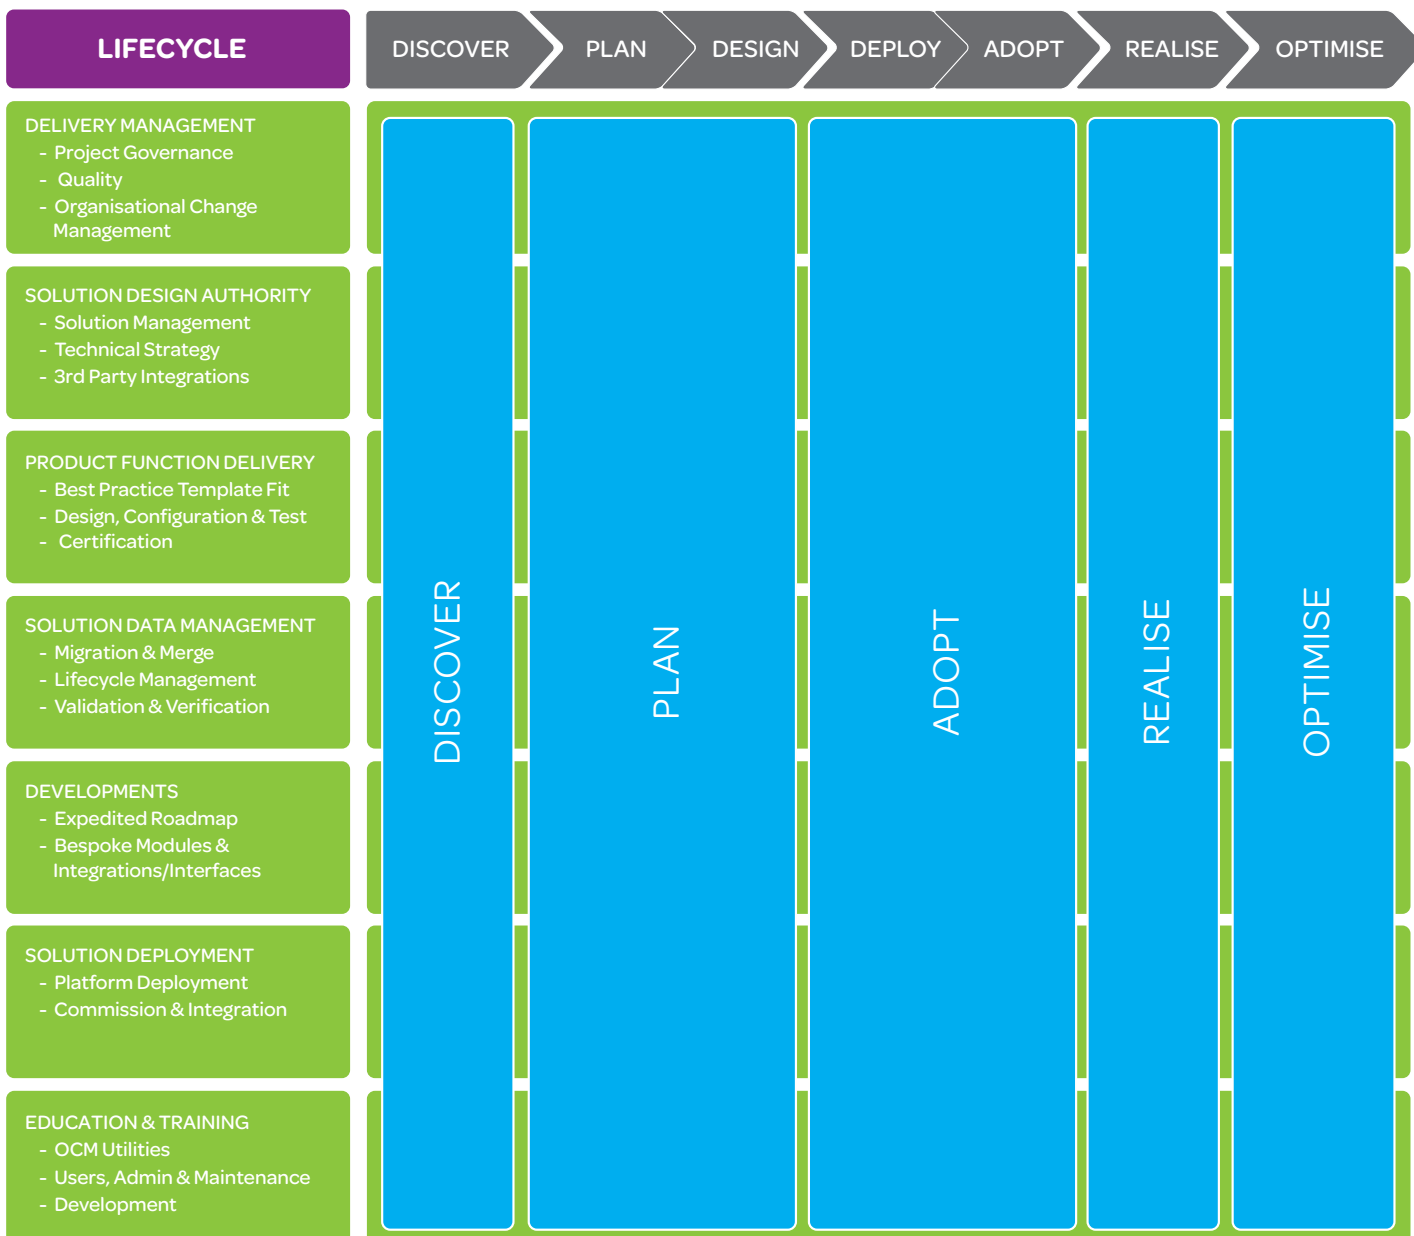 LIFECYCLE
DISCOVER
PLAN
DESIGN
DEPLOY
ADOPT
REALISE
OPTIMISE
DELIVERY MANAGEMENT
- Project Governance
- Quality
- Organisational Change
Management
SOLUTION DESIGN AUTHORITY
- Solution Management
- Technical Strategy
- 3rd Party Integrations
PRODUCT FUNCTION DELIVERY
- Best Practice Template Fit
- Design, Configuration & Test
- Certification
SOLUTION DATA MANAGEMENT
- Migration & Merge
- Lifecycle Management
- Validation & Verification
DEVELOPMENTS
- Expedited Roadmap
- Bespoke Modules &
Integrations/Interfaces
SOLUTION DEPLOYMENT
- Platform Deployment
- Commission & Integration
EDUCATION & TRAINING
- OCM Utilities
- Users, Admin & Maintenance
- Development
DISCOVER
PLAN
ADOPT
REALISE
OPTIMISE